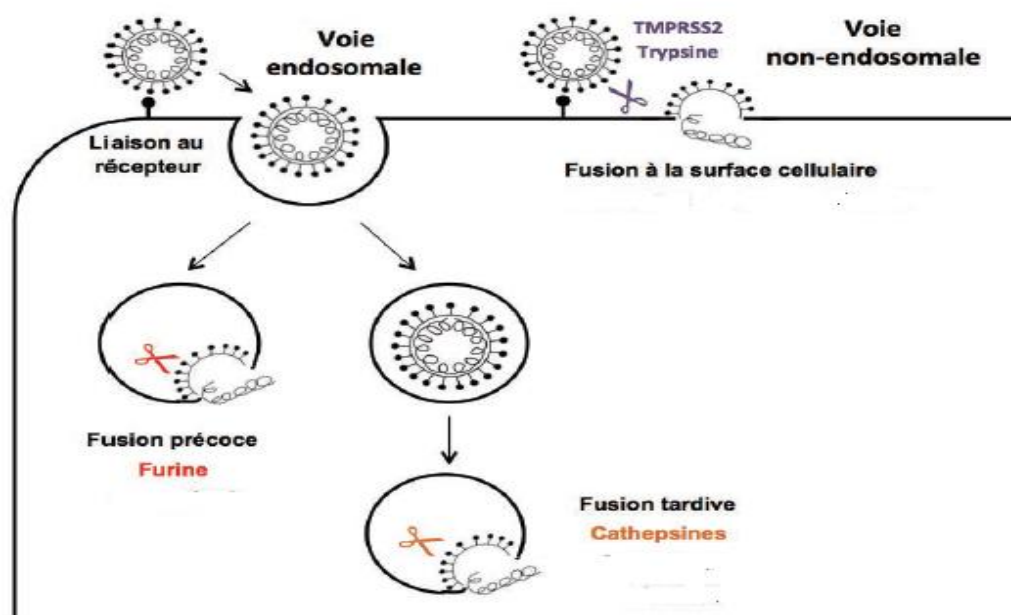 Voie
endosomale
TMPRSS2
Trypsine
Voie
non-endosomale
Liaison au
récepteur
Fusion à la surface cellulaire
Fusion précoce
Furine
Fusion tardive
Cathepsines